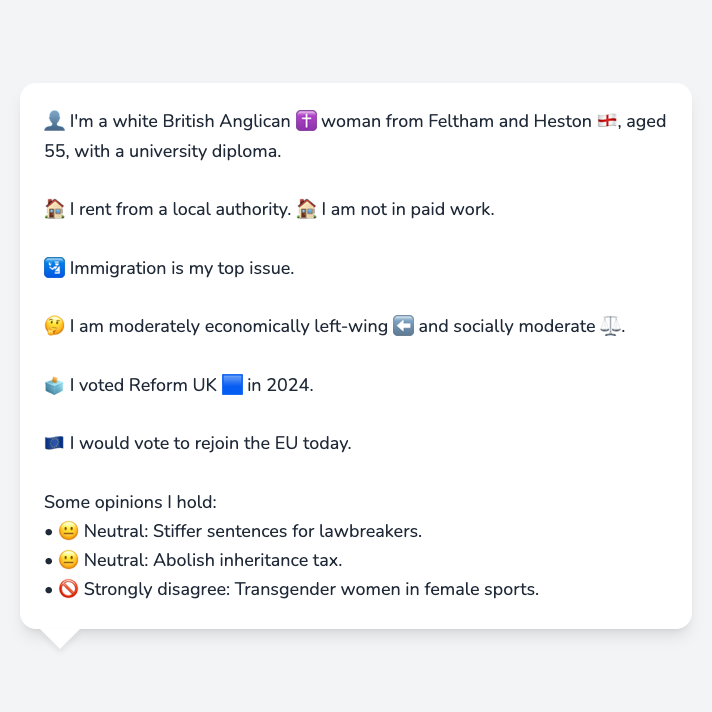 👤 I'm a white British Anglican ✝️ woman from Feltham and Heston 🏴󠁧󠁢󠁥󠁮󠁧󠁿, aged
55, with a university diploma.
🏠 I rent from a local authority. 🏠 I am not in paid work.
🛂 Immigration is my top issue.
🤔 I am moderately economically left-wing ⬅️ and socially moderate ⚖️.
🗳️ I voted Reform UK 🟦 in 2024.
🇪🇺 I would vote to rejoin the EU today.
Some opinions I hold:
• 😐 Neutral: Stiffer sentences for lawbreakers.
• 😐 Neutral: Abolish inheritance tax.
• 🚫 Strongly disagree: Transgender women in female sports.